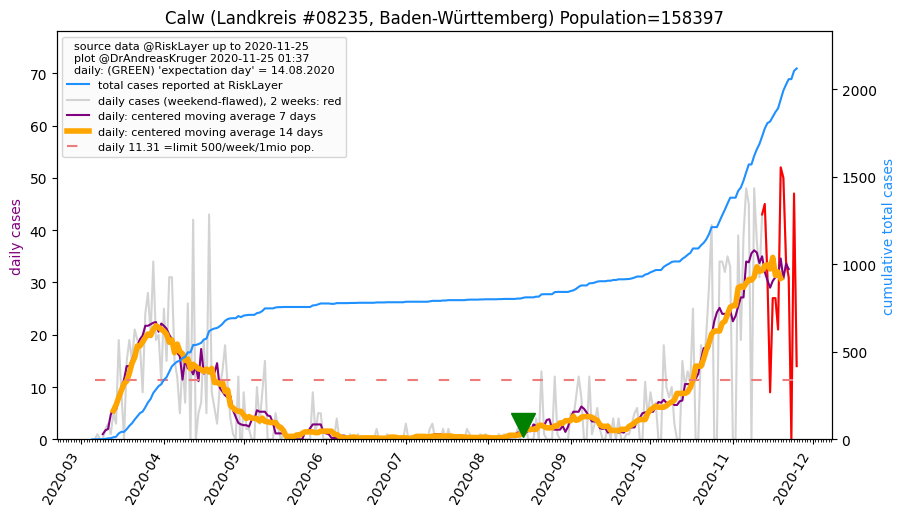 Calw (Landkreis #08235, Baden-Württemberg) Population=158397
source data @RiskLayer up to 2020-11-25
plot @DrAndreasKruger 2020-11-25 01:37
daily: (GREEN) 'expectation day' = 14.08.2020
total cases reported at RiskLayer
daily cases (weekend-flawed), 2 weeks: red
daily: centered moving average 7 days
daily: centered moving average 14 days
daily 11.31 =limit 500/week/1mio pop.
daily cases
70
60
50
40
30
20
10
0
cumulative total cases
2000
1500
1000
500
0
2020-03
2020-04
2020-05
2020-06
2020-07
2020-08
2020-09
2020-10
2020-11
2020-12